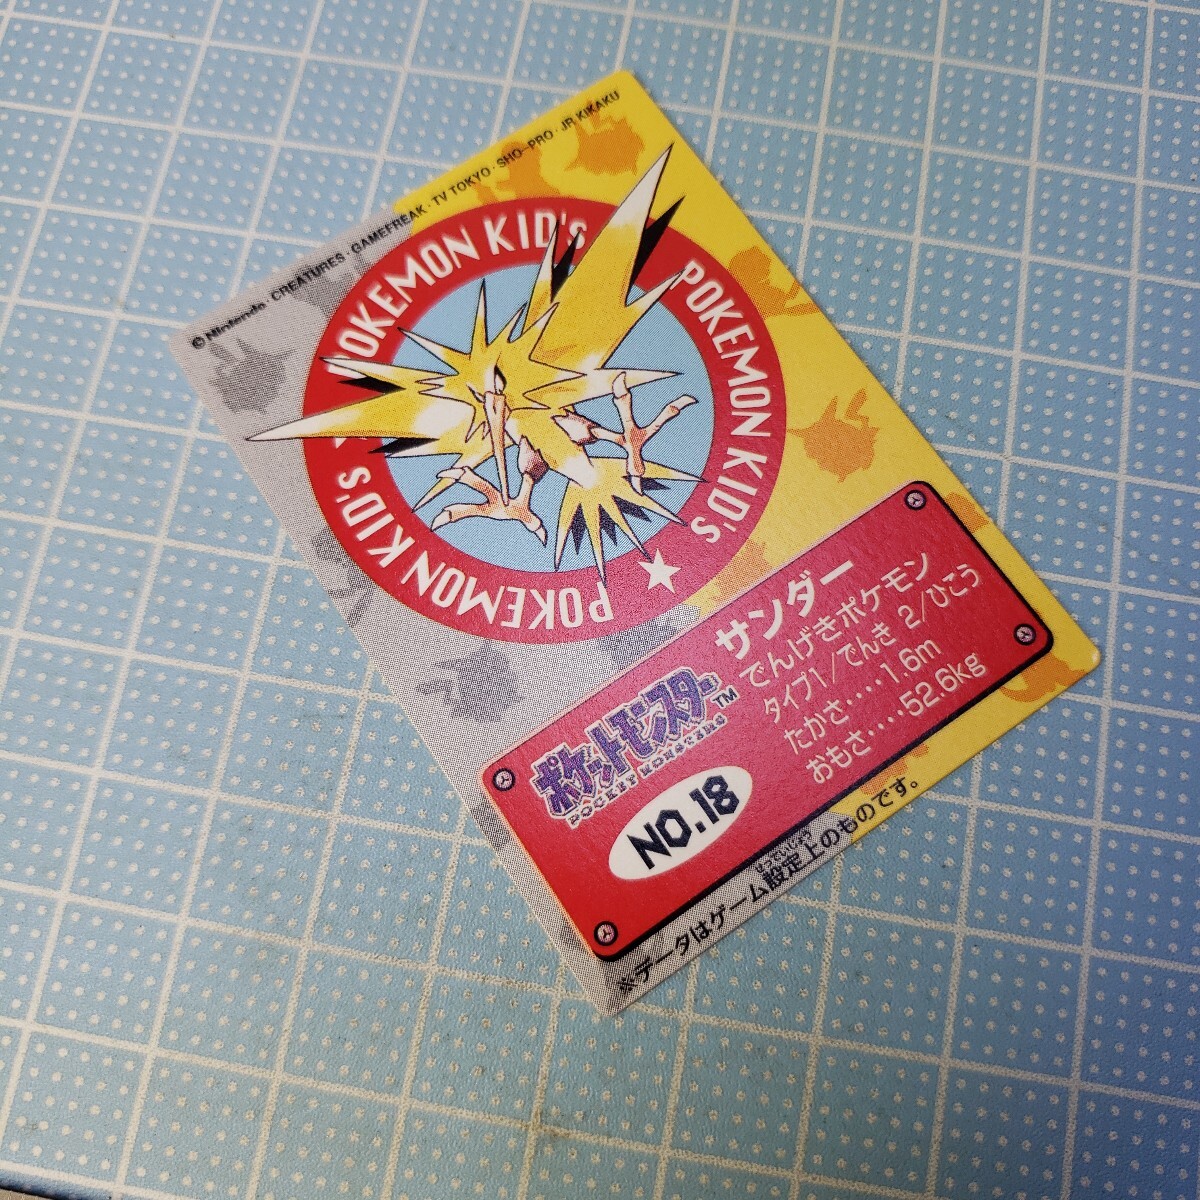 ©Nintendo・CREATURES・GAMEFREAK・TV TOKYO・SHO-PRO・JR KIKAKU
POKEMON KID's
POKEMON KID's
POKEMON KID's
サンダー
でんげきポケモン
タイプ1/でんき 2/ひこう
たかさ‥‥1.6m
おもさ‥‥52.6kg
ポケットモンスター™
POCKET MONSTERS
NO.18
※データはゲーム設定上のものです。